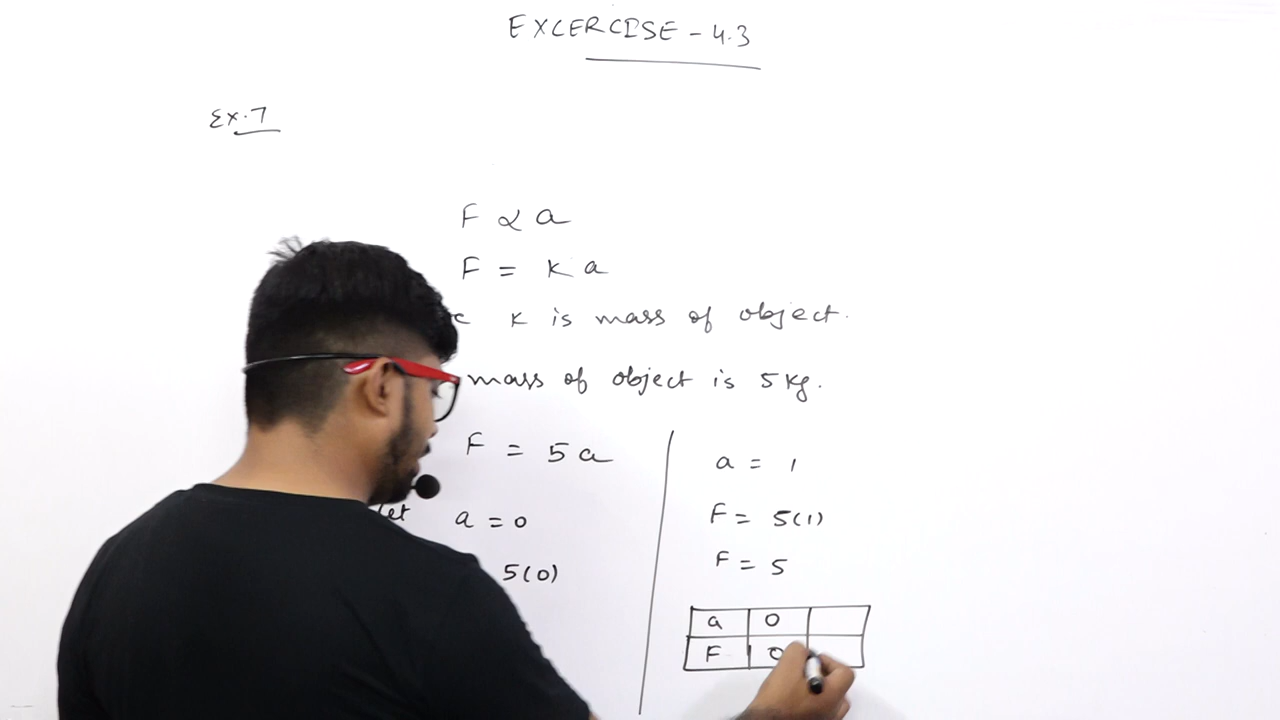 EXCERCISE - 4.3
Ex.7
F ∝ a
F = K a
K is mass of object.
mass of object is 5 kg.
F = 5a
let a = 0
5(0)
a = 1
F = 5(1)
F = 5
a 0
F 0